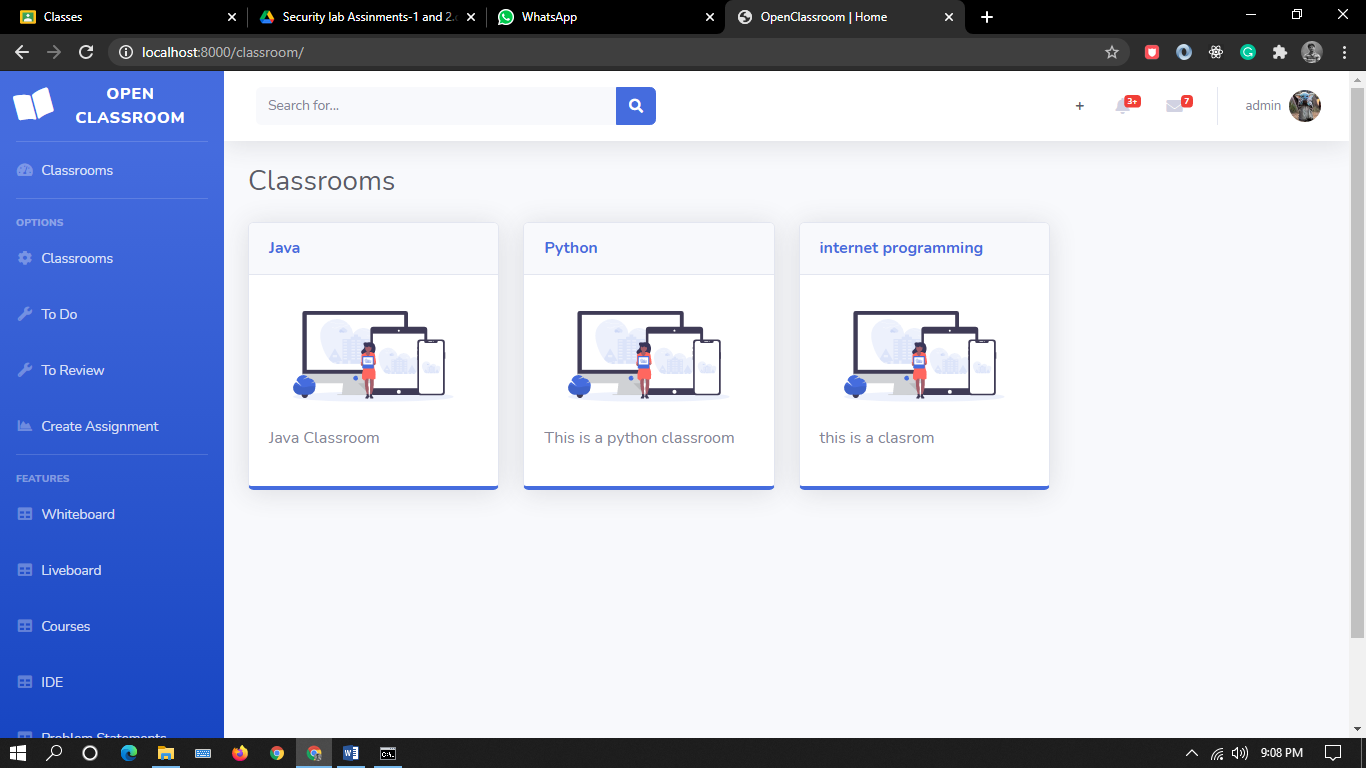 Classes
Security lab Assinments-1 and 2.
WhatsApp
OpenClassroom | Home
localhost:8000/classroom/
OPEN
CLASSROOM
Search for...
+
3+
7
admin
Classrooms
OPTIONS
Classrooms
To Do
To Review
Create Assignment
FEATURES
Whiteboard
Liveboard
Courses
IDE
Problem Statements
Classrooms
Java
Python
internet programming
Java Classroom
This is a python classroom
this is a clasrom
9:08 PM